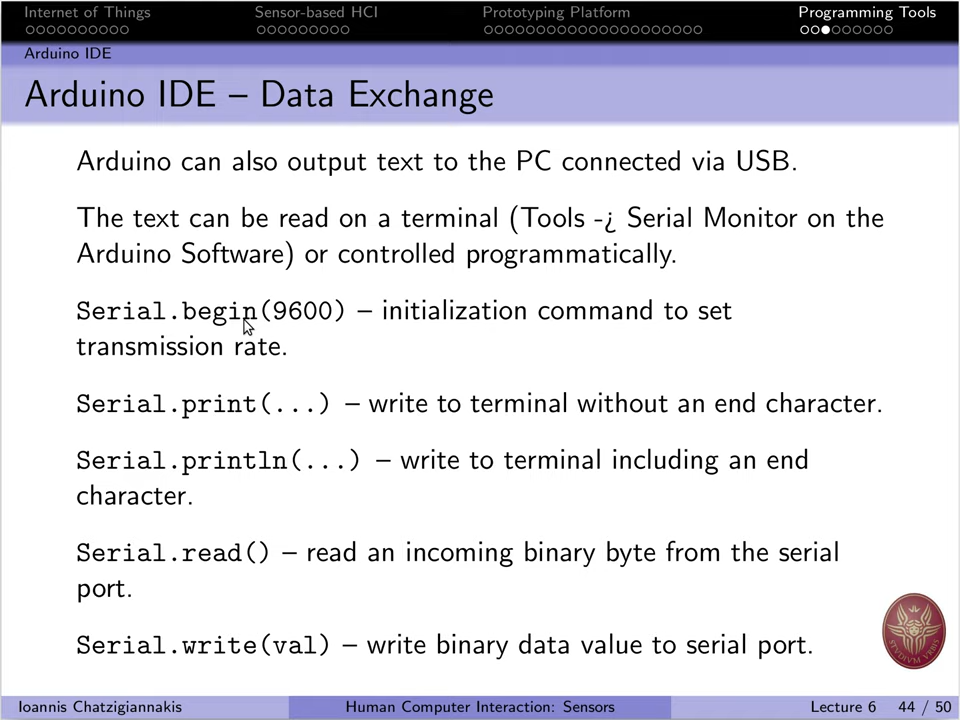 Internet of Things Sensor-based HCI Prototyping Platform Programming Tools
Arduino IDE
Arduino IDE – Data Exchange
Arduino can also output text to the PC connected via USB.
The text can be read on a terminal (Tools -¿ Serial Monitor on the
Arduino Software) or controlled programmatically.
Serial.begin(9600) – initialization command to set
transmission rate.
Serial.print(...) – write to terminal without an end character.
Serial.println(...) – write to terminal including an end
character.
Serial.read() – read an incoming binary byte from the serial
port.
Serial.write(val) – write binary data value to serial port.
STVDIVM VRBIS
Ioannis Chatzigiannakis Human Computer Interaction: Sensors Lecture 6 44 / 50